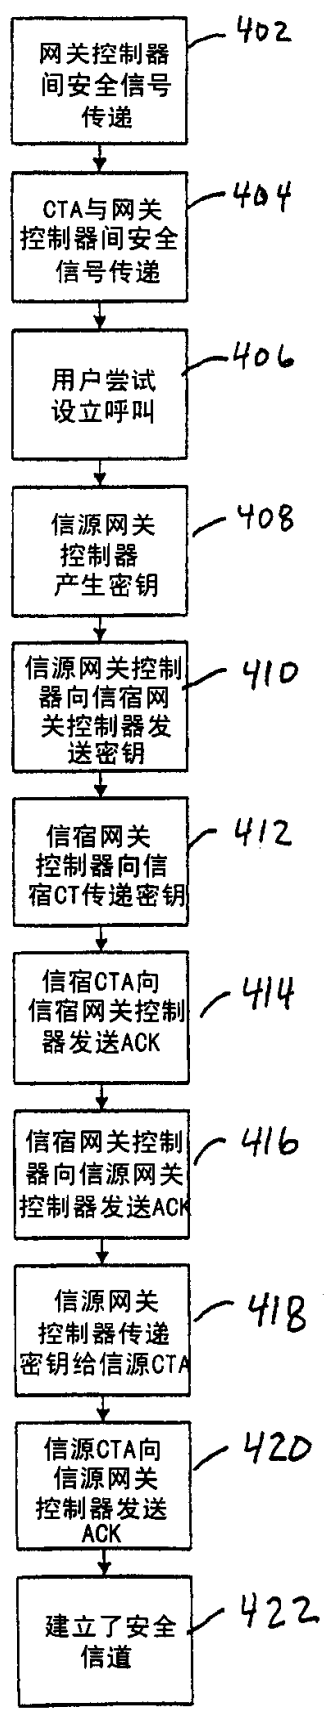 网关控制器
间安全信号
传递
402
CTA与网关
控制器间安全
信号传递
404
用户尝试
设立呼叫
406
信源网关
控制器
产生密钥
408
信源网关控制
器向信宿网
关控制器发
送密钥
410
信宿网关
控制器向信
宿CT传递密钥
412
信宿CTA向
信宿网关控制
器发送ACK
414
信宿网关控制
器向信源网关
控制器发送ACK
416
信源网关
控制器传递
密钥给信源CTA
418
信源CTA向
信源网关
控制器发送
ACK
420
建立了安全
信道
422